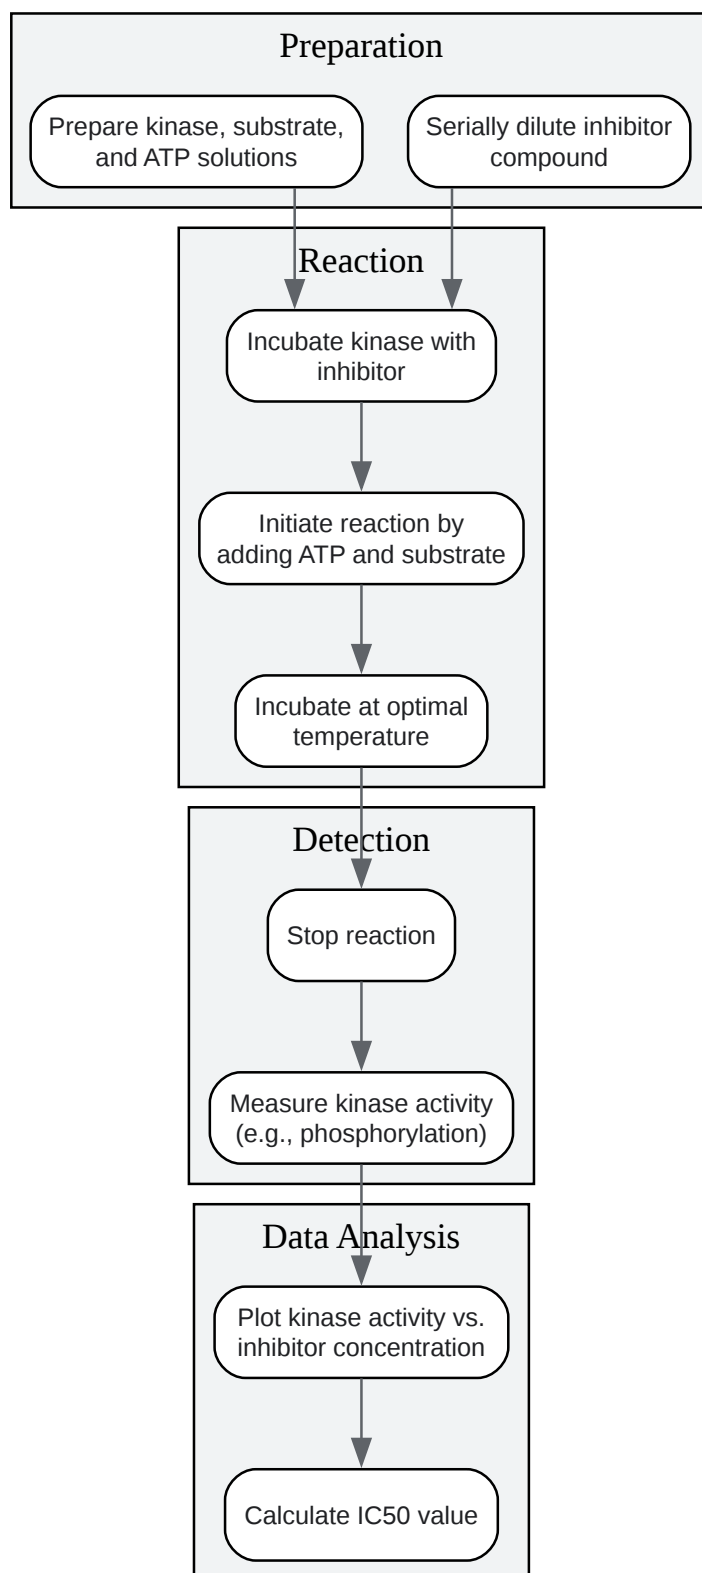 Preparation
Prepare kinase, substrate,
and ATP solutions
Serially dilute inhibitor
compound
Reaction
Incubate kinase with
inhibitor
Initiate reaction by
adding ATP and substrate
Incubate at optimal
temperature
Detection
Stop reaction
Measure kinase activity
(e.g., phosphorylation)
Data Analysis
Plot kinase activity vs.
inhibitor concentration
Calculate IC50 value